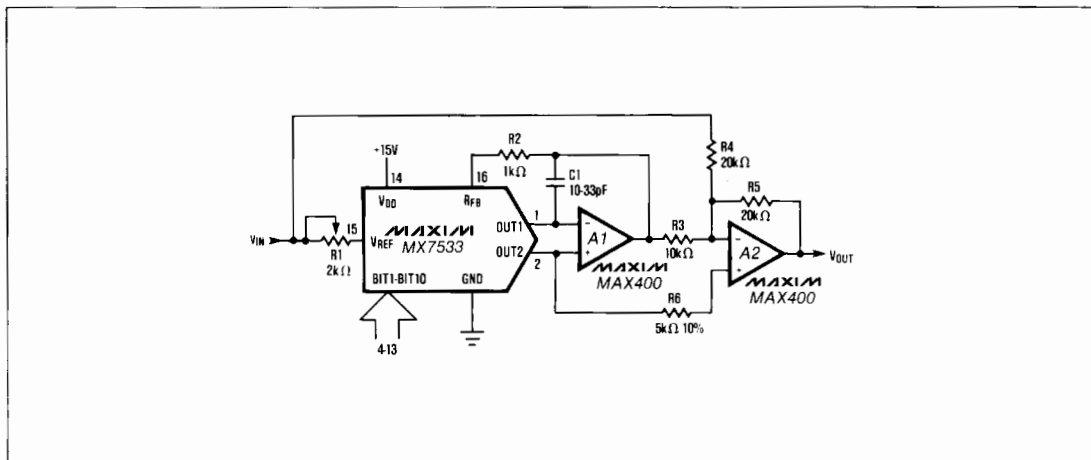 +15V
14
VDD
16
RFB
R2
1kΩ
C1
10-33pF
R4
20kΩ
R5
20kΩ
VIN
R1
2kΩ
15
VREF
MAXIM
MX7533
OUT1
1
OUT2
2
BIT1-BIT10
GND
4-13
-
+
A1
MAXIM
MAX400
R3
10kΩ
R6
5kΩ 10%
-
A2
MAXIM
MAX400
VOUT